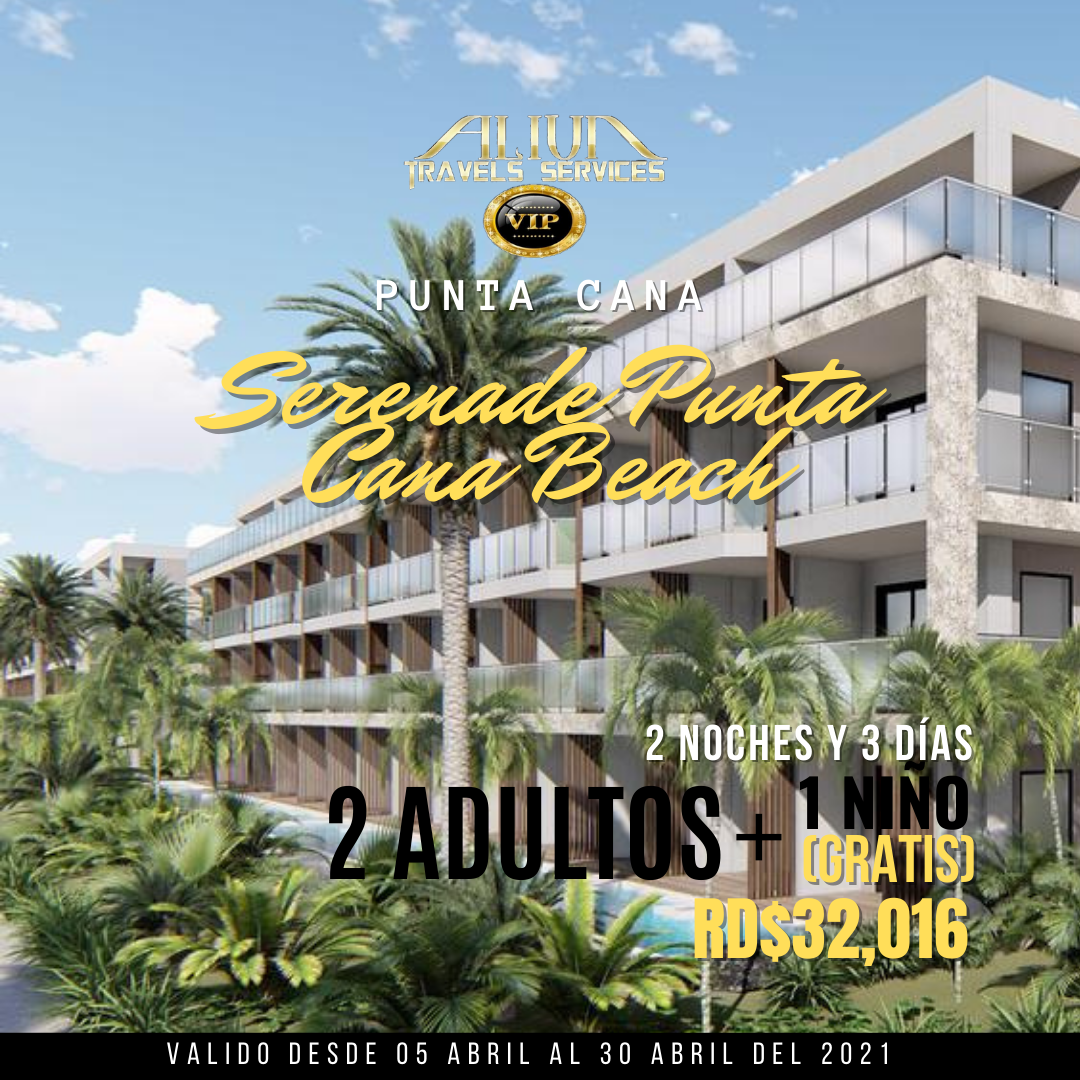 ALIUN
TRAVELS SERVICES
VIP
PUNTA CANA
Serenade Punta
Cana Beach
2 NOCHES Y 3 DÍAS
2 ADULTOS + 1 NIÑO
(GRATIS)
RD$32,016
VALIDO DESDE 05 ABRIL AL 30 ABRIL DEL 2021